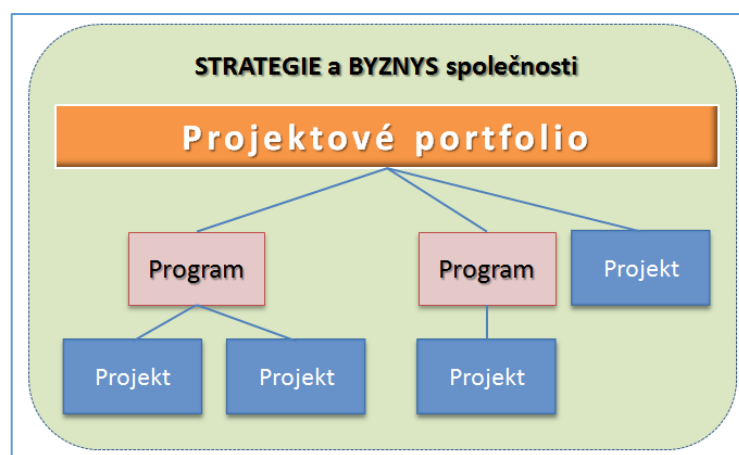 STRATEGIE a BYZNYS společnosti
Projektové portfolio
Program
Program
Projekt
Projekt
Projekt
Projekt